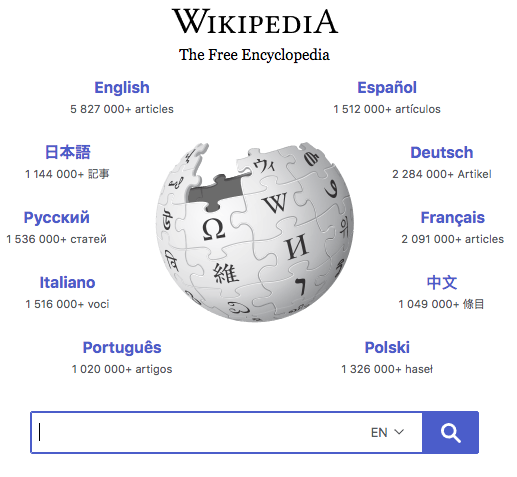 WIKIPEDIA
The Free Encyclopedia
English
5 827 000+ articles
Español
1 512 000+ artículos
日本語
1 144 000+ 記事
Deutsch
2 284 000+ Artikel
Русский
1 536 000+ статей
Français
2 091 000+ articles
Italiano
1 516 000+ voci
中文
1 049 000+ 條目
Português
1 020 000+ artigos
Polski
1 326 000+ haseł
Ω
W
И
維
ウィ
EN